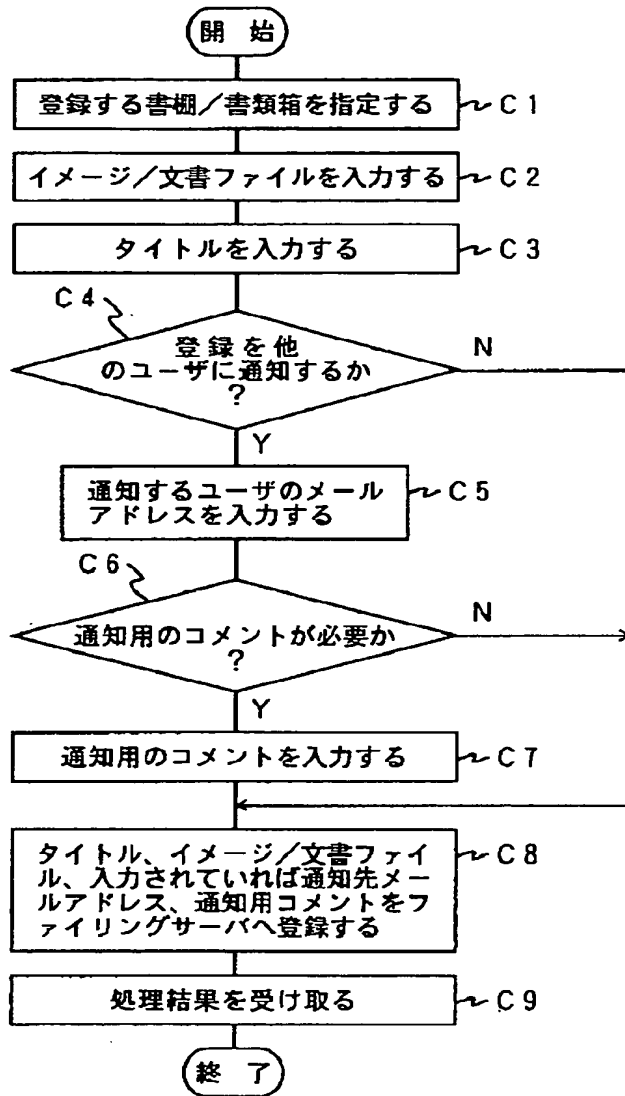 開 始
登録する書棚/書類箱を指定する
C1
イメージ/文書ファイルを入力する
C2
タイトルを入力する
C3
C4
登録を他
のユーザに通知するか
?
N
Y
通知するユーザのメール
アドレスを入力する
C5
C6
通知用のコメントが必要か
?
N
Y
通知用のコメントを入力する
C7
タイトル、イメージ/文書ファイ
ル、入力されていれば通知先メー
ルアドレス、通知用コメントをフ
ァイリングサーバへ登録する
C8
処理結果を受け取る
C9
終 了